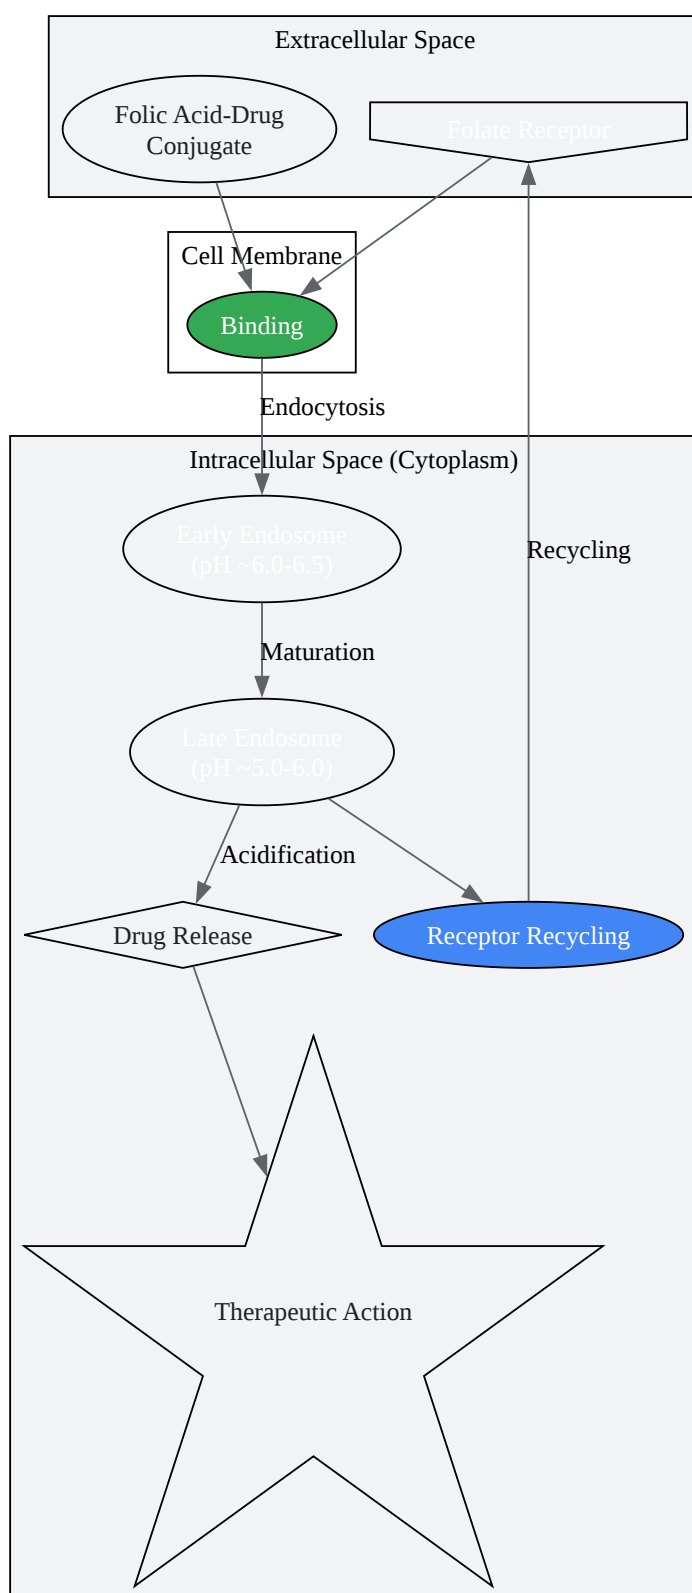 Extracellular Space
Folic Acid-Drug
Conjugate
Folate Receptor
Cell Membrane
Binding
Endocytosis
Intracellular Space (Cytoplasm)
Early Endosome
(pH ~6.0-6.5)
Recycling
Maturation
Late Endosome
(pH ~5.0-6.0)
Acidification
Drug Release
Receptor Recycling
Therapeutic Action